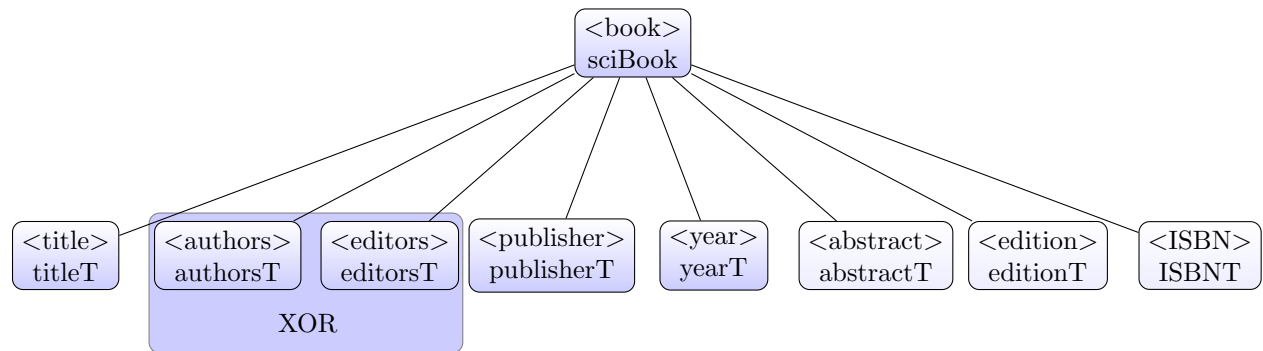 <book>
sciBook
<title>
titleT
<authors>
authorsT
<editors>
editorsT
<publisher>
publisherT
<year>
yearT
<abstract>
abstractT
<edition>
editionT
<ISBN>
ISBNT
XOR